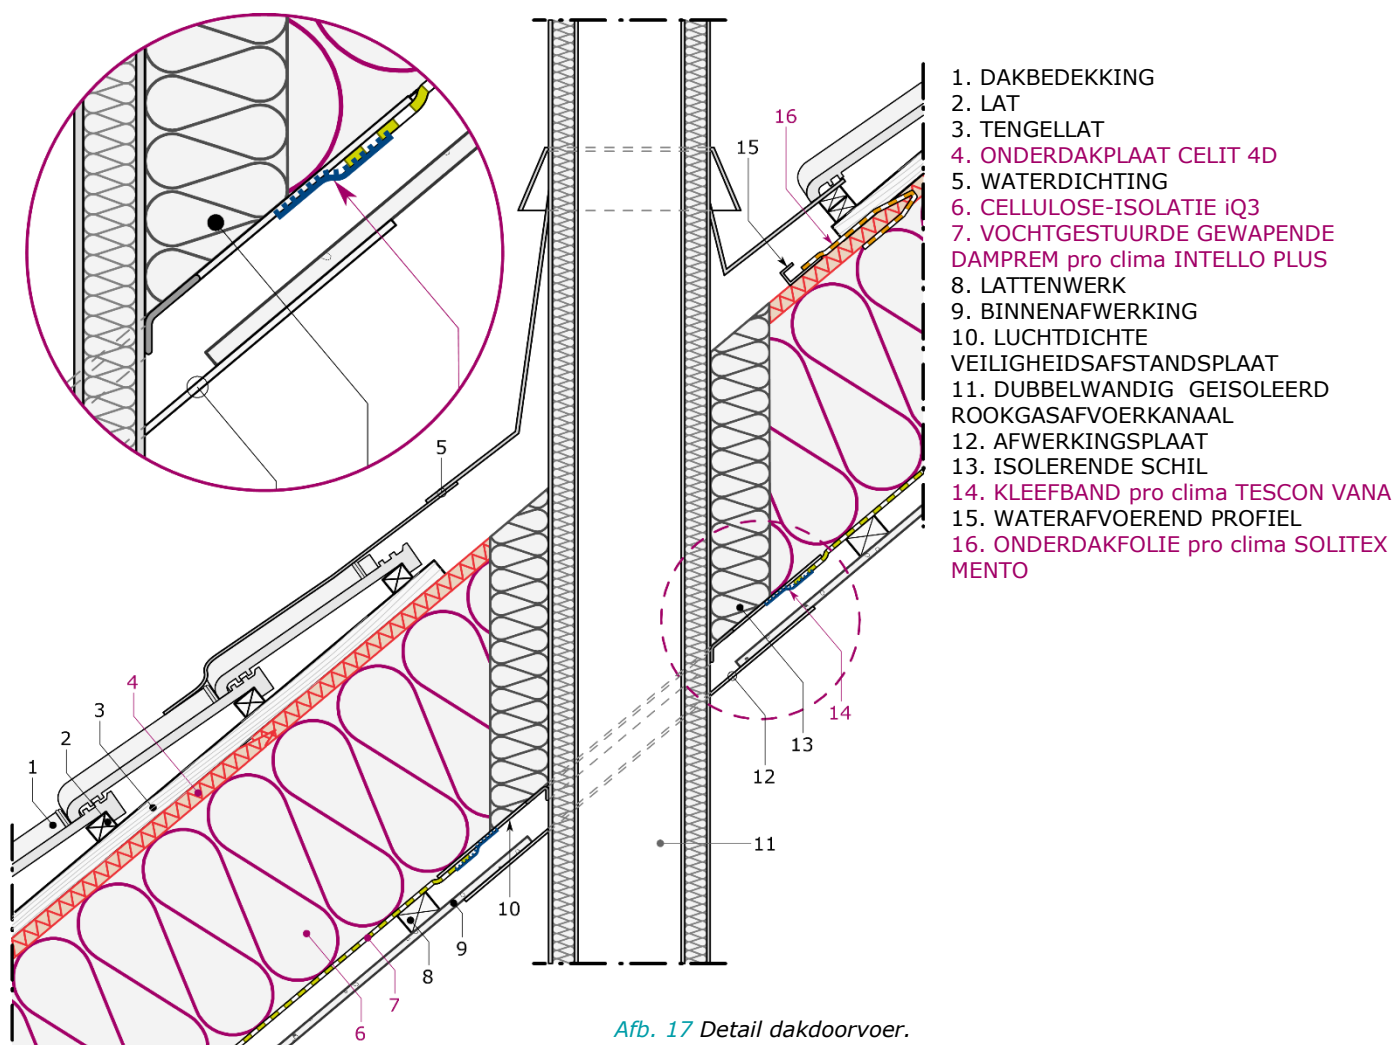 1. DAKBEDEKKING
2. LAT
3. TENGELLAT
4. ONDERDAKPLAAT CELIT 4D
5. WATERDICHTING
6. CELLULOSE-ISOLATIE iQ3
7. VOCHTGESTUURDE GEWAPENDE
DAMPREM pro clima INTELLO PLUS
8. LATTENWERK
9. BINNENAFWERKING
10. LUCHTDICHTE
VEILIGHEIDSAFSTANDSPLAAT
11. DUBBELWANDIG GEISOLEERD
ROOKGASAFVOERKANAAL
12. AFWERKINGSPLAAT
13. ISOLERENDE SCHIL
14. KLEEFBAND pro clima TESCON VANA
15. WATERAFVOEREND PROFIEL
16. ONDERDAKFOLIE pro clima SOLITEX
MENTO
16
15
5
4
3
2
1
14
13
12
11
10
9
8
7
6
Afb. 17 Detail dakdoorvoer.